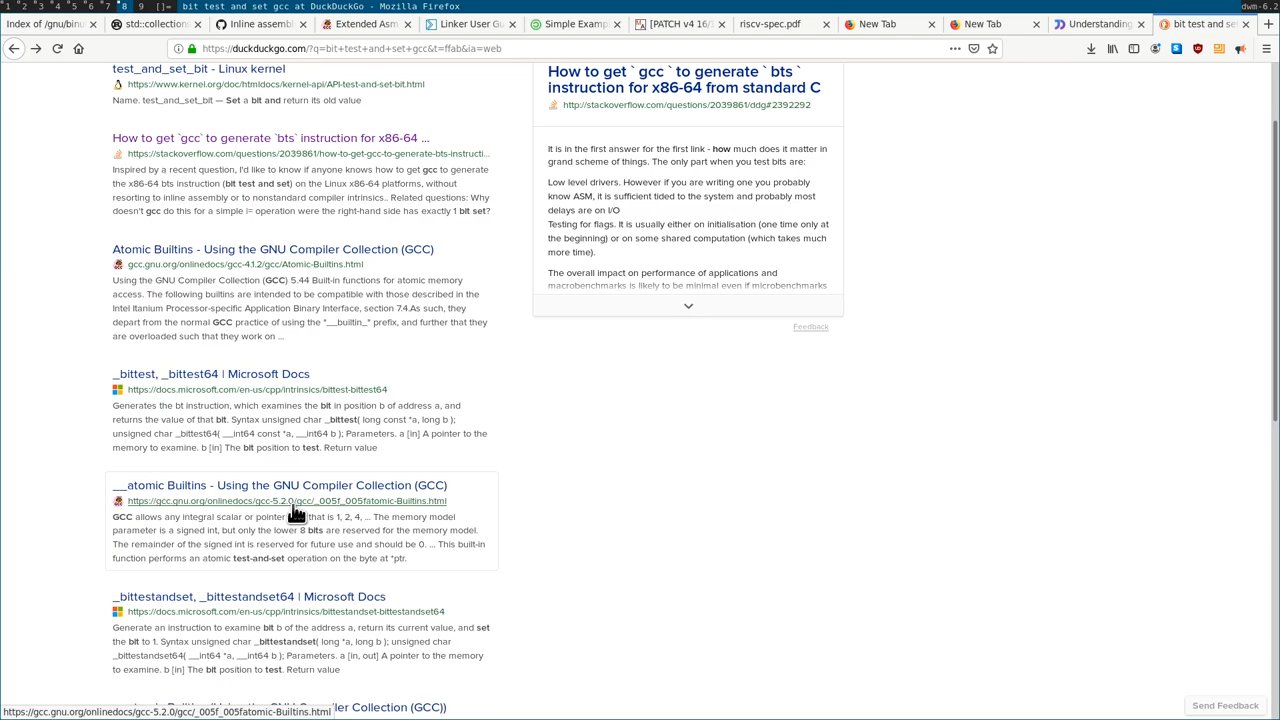 1 2 3 4 5 6 7 8 9 []= bit test and set gcc at DuckDuckGo - Mozilla Firefox dwm-6.2
Index of /gnu/binu
std::collection
Inline assembl
Extended Asm
Linker User Gu
Simple Examp
[PATCH v4 16/
riscv-spec.pdf
New Tab
New Tab
Understanding
bit test and se
https://duckduckgo.com/?q=bit+test+and+set+gcc&t=ffab&ia=web
test_and_set_bit - Linux kernel
https://www.kernel.org/doc/htmldocs/kernel-api/API-test-and-set-bit.html
Name. test_and_set_bit — Set a bit and return its old value
How to get `gcc` to generate `bts` instruction for x86-64 ...
https://stackoverflow.com/questions/2039861/how-to-get-gcc-to-generate-bts-instructi...
Inspired by a recent question, I'd like to know if anyone knows how to get gcc to generate
the x86-64 bts instruction (bit test and set) on the Linux x86-64 platforms, without
resorting to inline assembly or to nonstandard compiler intrinsics.. Related questions: Why
doesn't gcc do this for a simple |= operation were the right-hand side has exactly 1 bit set?
Atomic Builtins - Using the GNU Compiler Collection (GCC)
gcc.gnu.org/onlinedocs/gcc-4.1.2/gcc/Atomic-Builtins.html
Using the GNU Compiler Collection (GCC) 5.44 Built-in functions for atomic memory
access. The following builtins are intended to be compatible with those described in the
Intel Itanium Processor-specific Application Binary Interface, section 7.4.As such, they
depart from the normal GCC practice of using the "__builtin_" prefix, and further that they
are overloaded such that they work on ...
_bittest, _bittest64 | Microsoft Docs
https://docs.microsoft.com/en-us/cpp/intrinsics/bittest-bittest64
Generates the bt instruction, which examines the bit in position b of address a, and
returns the value of that bit. Syntax unsigned char _bittest( long const *a, long b );
unsigned char _bittest64( __int64 const *a, __int64 b ); Parameters. a [in] A pointer to the
memory to examine. b [in] The bit position to test. Return value
__atomic Builtins - Using the GNU Compiler Collection (GCC)
https://gcc.gnu.org/onlinedocs/gcc-5.2.0/gcc/_005f_005fatomic-Builtins.html
GCC allows any integral scalar or pointer that is 1, 2, 4, ... The memory model
parameter is a signed int, but only the lower 8 bits are reserved for the memory model.
The remainder of the signed int is reserved for future use and should be 0. ... This built-in
function performs an atomic test-and-set operation on the byte at *ptr.
_bittestandset, _bittestandset64 | Microsoft Docs
https://docs.microsoft.com/en-us/cpp/intrinsics/bittestandset-bittestandset64
Generate an instruction to examine bit b of the address a, return its current value, and set
the bit to 1. Syntax unsigned char _bittestandset( long *a, long b ); unsigned char
_bittestandset64( __int64 *a, __int64 b ); Parameters. a [in, out] A pointer to the memory
to examine. b [in] The bit position to test. Return value
ler Collection (GCC))
https://gcc.gnu.org/onlinedocs/gcc-5.2.0/gcc/_005f_005fatomic-Builtins.html
How to get ` gcc ` to generate ` bts `
instruction for x86-64 from standard C
http://stackoverflow.com/questions/2039861/ddg#2392292
It is in the first answer for the first link - how much does it matter in
grand scheme of things. The only part when you test bits are:
Low level drivers. However if you are writing one you probably
know ASM, it is sufficient tided to the system and probably most
delays are on I/O
Testing for flags. It is usually either on initialisation (one time only at
the beginning) or on some shared computation (which takes much
more time).
The overall impact on performance of applications and
macrobenchmarks is likely to be minimal even if microbenchmarks
Feedback
Send Feedback